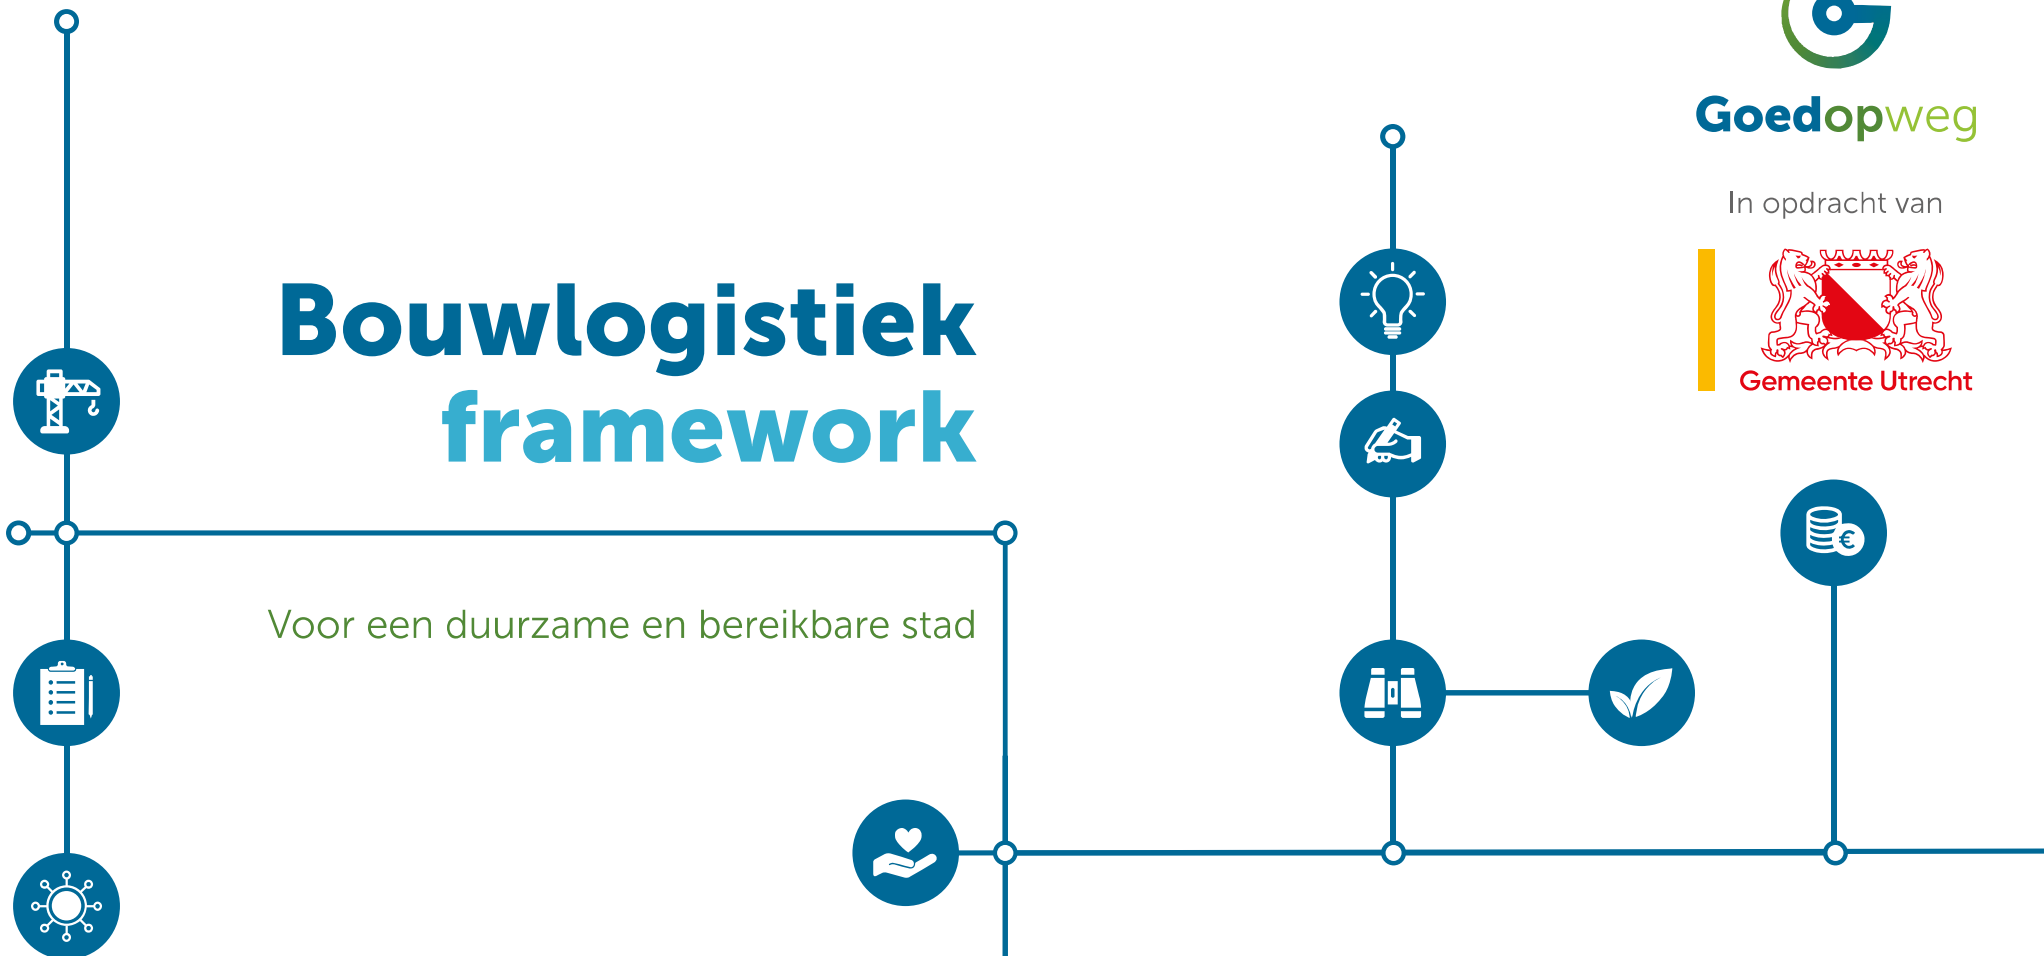 Goedopweg
In opdracht van
Gemeente Utrecht
Bouwlogistiek
framework
Voor een duurzame en bereikbare stad